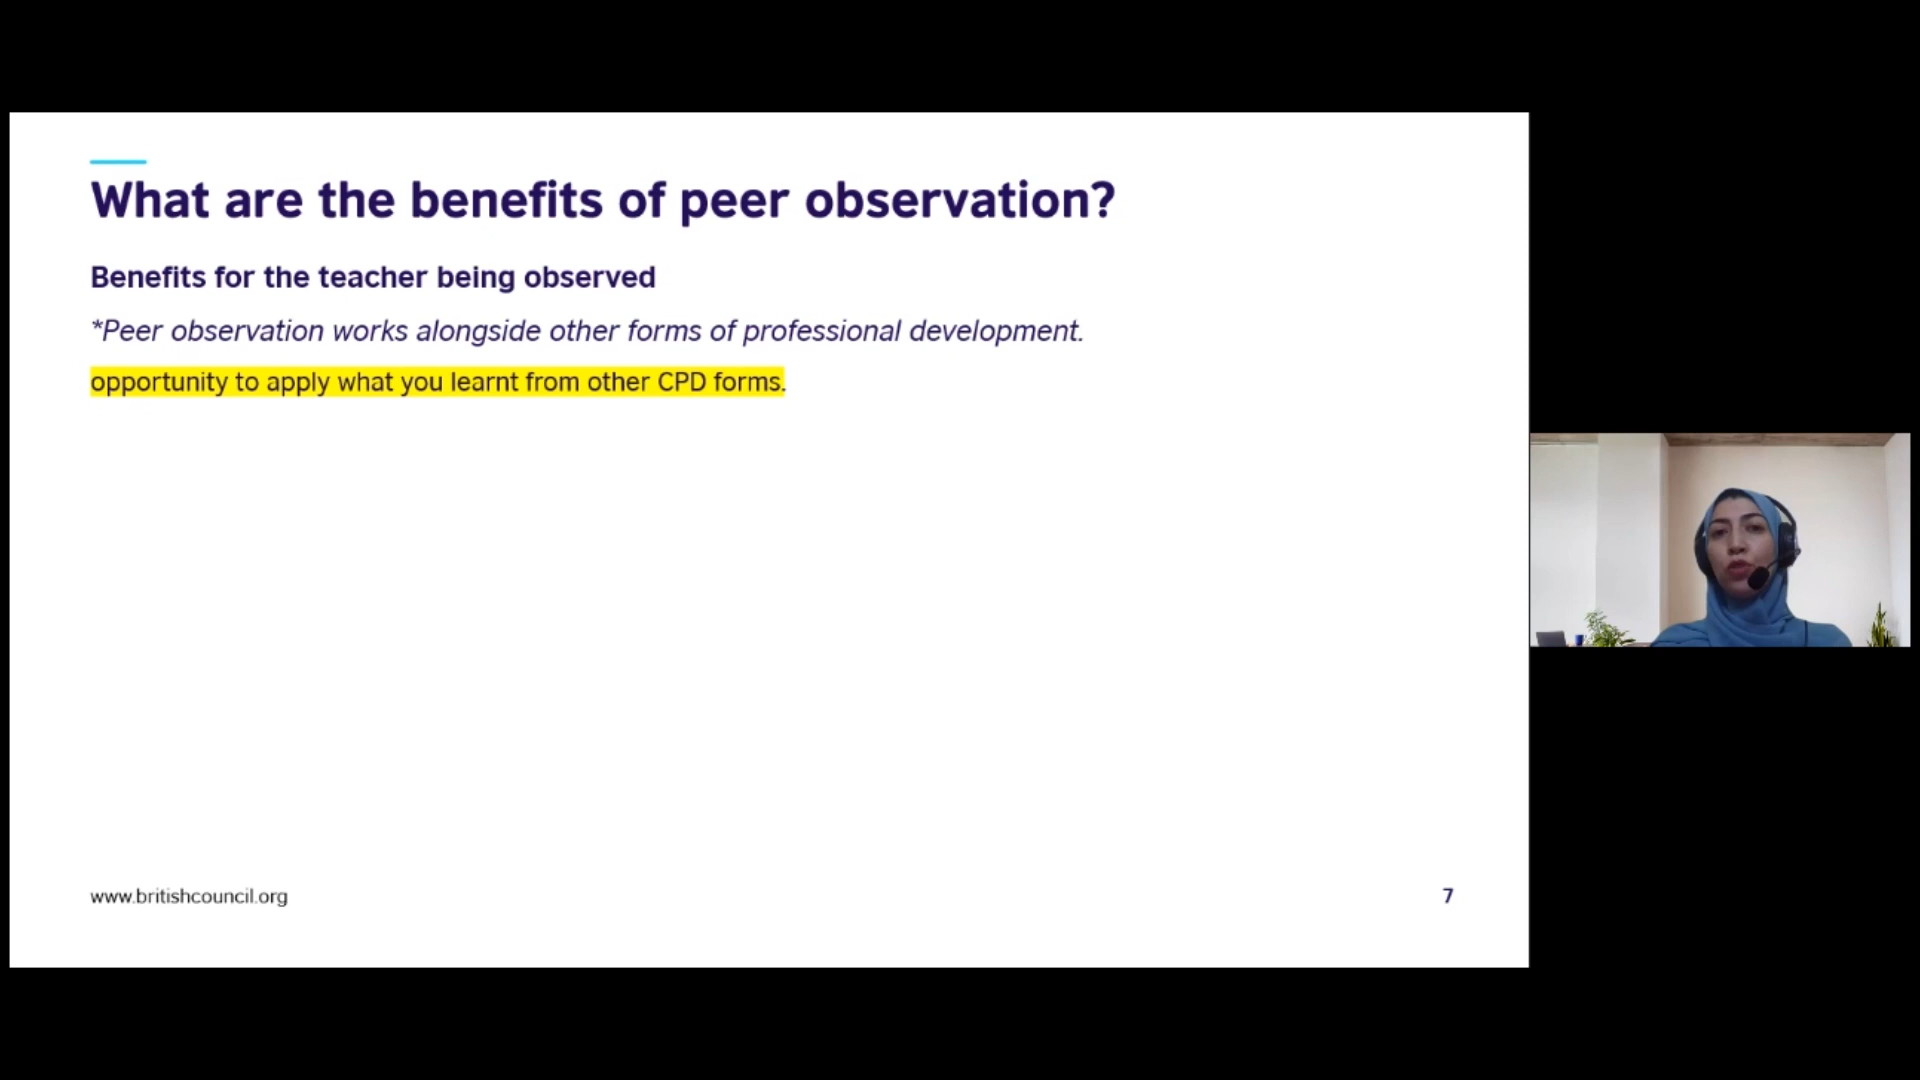 What are the benefits of peer observation?
Benefits for the teacher being observed
*Peer observation works alongside other forms of professional development.
opportunity to apply what you learnt from other CPD forms.
www.britishcouncil.org
7